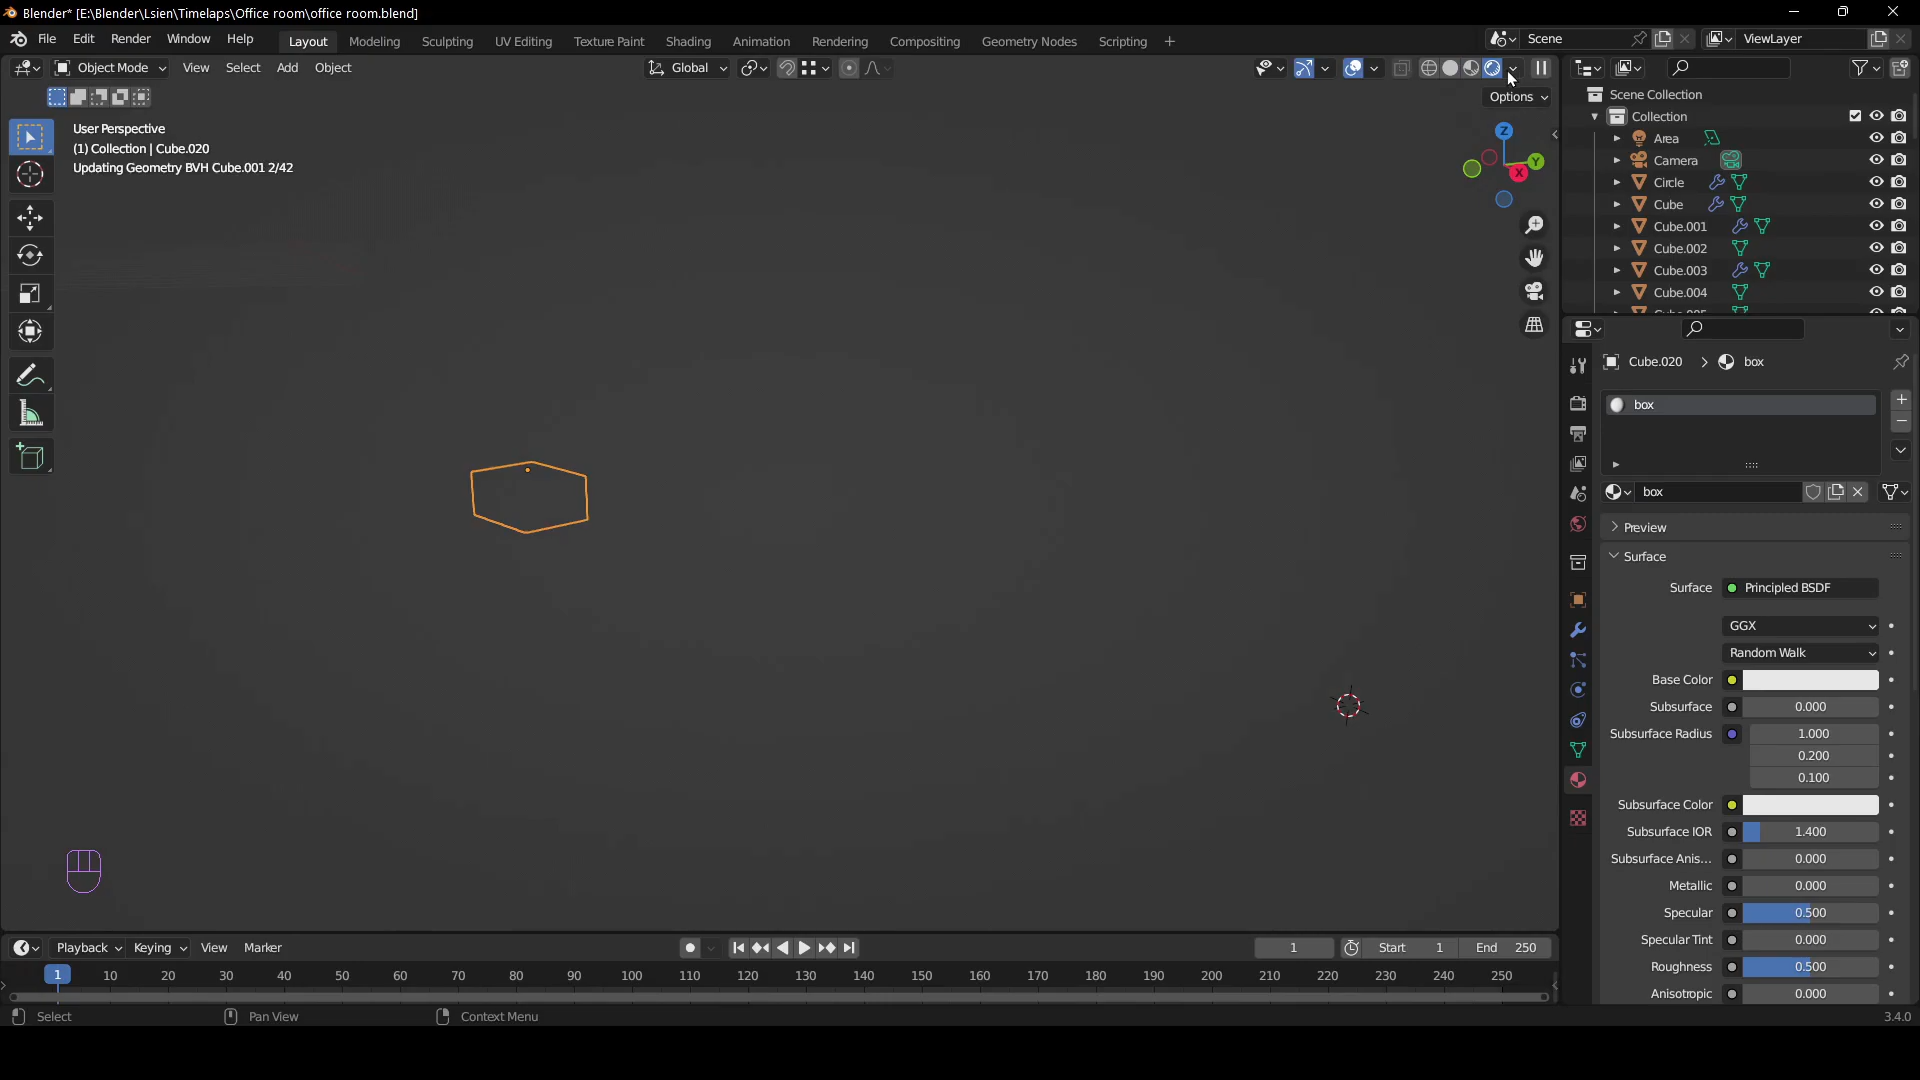 Blender* [E:\Blender\Lsien\Timelaps\Office room\office room.blend]
File Edit Render Window Help Layout Modeling Sculpting UV Editing Texture Paint Shading Animation Rendering Compositing Geometry Nodes Scripting + Scene ViewLayer
Object Mode View Select Add Object Global
Options
User Perspective
(1) Collection | Cube.020
Updating Geometry BVH Cube.001 2/42
Z
Y
X
Scene Collection
Collection
Area
Camera
Circle
Cube
Cube.001
Cube.002
Cube.003
Cube.004
Cube.020 > box
box
box
Preview
Surface
Surface Principled BSDF
GGX
Random Walk
Base Color
Subsurface 0.000
Subsurface Radius 1.000
0.200
0.100
Subsurface Color
Subsurface IOR 1.400
Subsurface Anis... 0.000
Metallic 0.000
Specular 0.500
Specular Tint 0.000
Roughness 0.500
Anisotropic 0.000
Playback Keying View Marker 1 Start 1 End 250
1 10 20 30 40 50 60 70 80 90 100 110 120 130 140 150 160 170 180 190 200 210 220 230 240 250
Select Pan View Context Menu 3.4.0